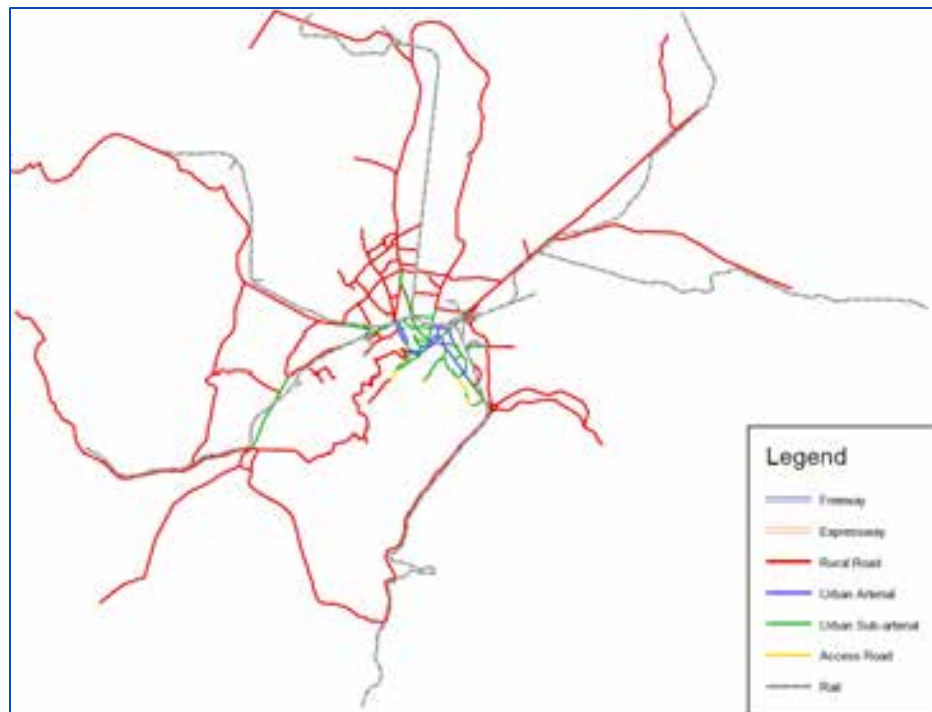 Legend
Freeway
Expressway
Rural Road
Urban Arterial
Urban Sub-arterial
Access Road
Rail